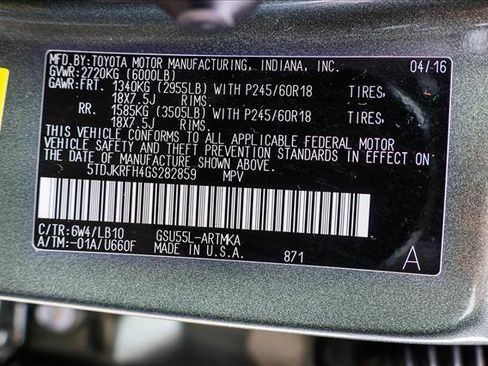 MFD.BY:TOYOTA MOTOR MANUFACTURING, INDIANA, INC. 04/16
GVWR:2720KG (6000LB)
GAWR:FRT. 1340KG (2955LB) WITH P245/60R18 TIRES,
18X7.5J RIMS.
RR. 1585KG (3505LB) WITH P245/60R18 TIRES,
18X7.5J RIMS.
THIS VEHICLE CONFORMS TO ALL APPLICABLE FEDERAL MOTOR
VEHICLE SAFETY AND THEFT PREVENTION STANDARDS IN EFFECT ON
THE DATE OF MANUFACTURE SHOWN ABOVE.
5TDJKRFH4GS282859 MPV
C/TR:6W4/LB10 GSU55L-ARTMKA
A/TM:-01A/U660F MADE IN U.S.A. 871 A